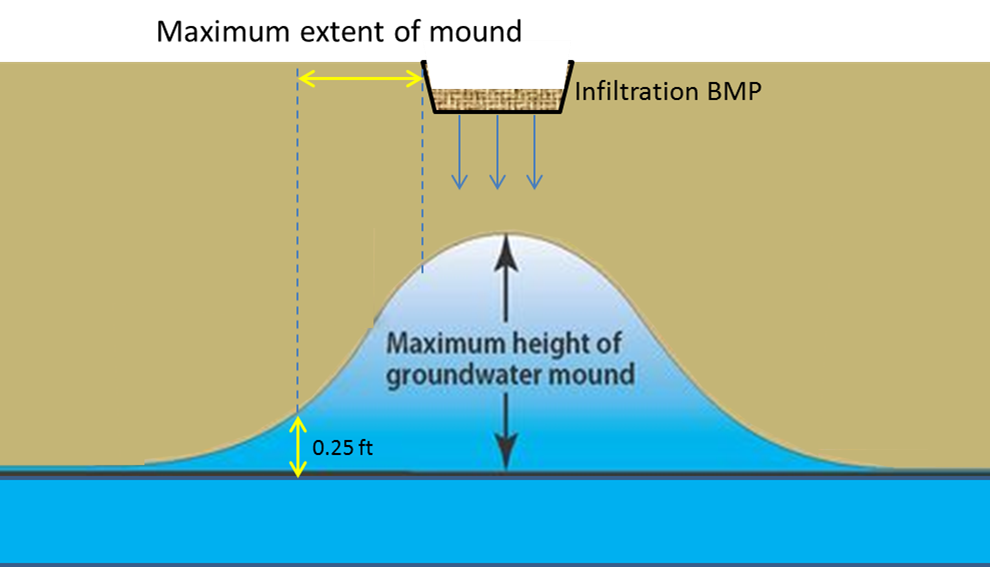 Maximum extent of mound
Infiltration BMP
Maximum height of
groundwater mound
0.25 ft